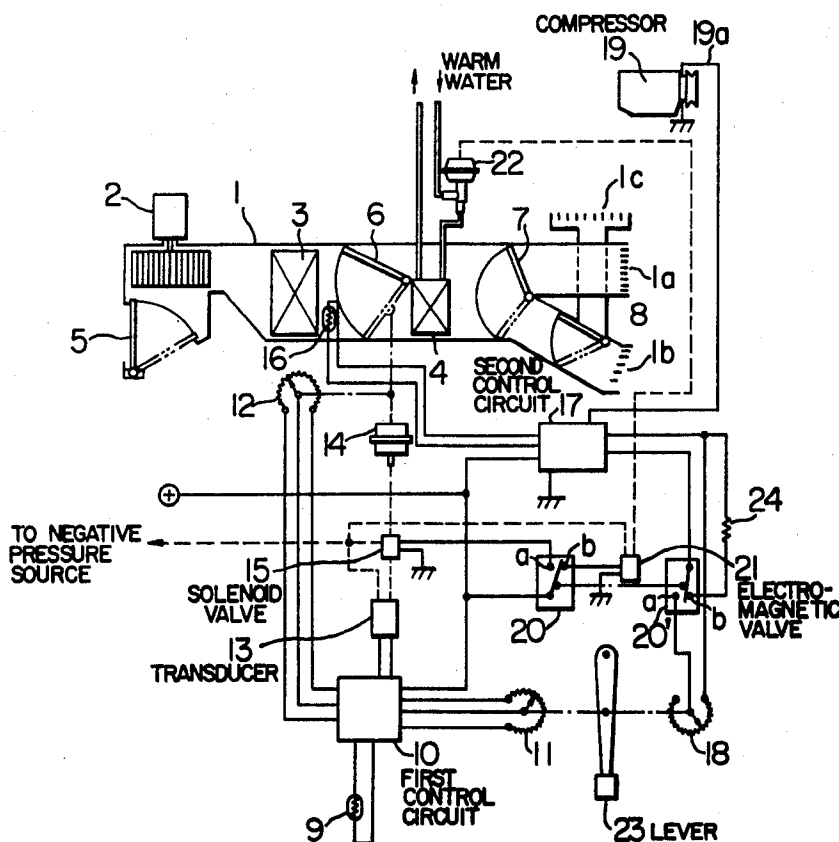 COMPRESSOR
19
19a
WARM
WATER
22
2
1
3
6
7
1c
1a
5
16
4
8
1b
SECOND
CONTROL
CIRCUIT
17
12
14
24
TO NEGATIVE
PRESSURE
SOURCE
15
SOLENOID
VALVE
a
b
20
21
ELECTRO-
MAGNETIC
VALVE
a
b
20'
13
TRANSDUCER
10
FIRST
CONTROL
CIRCUIT
11
18
9
23 LEVER